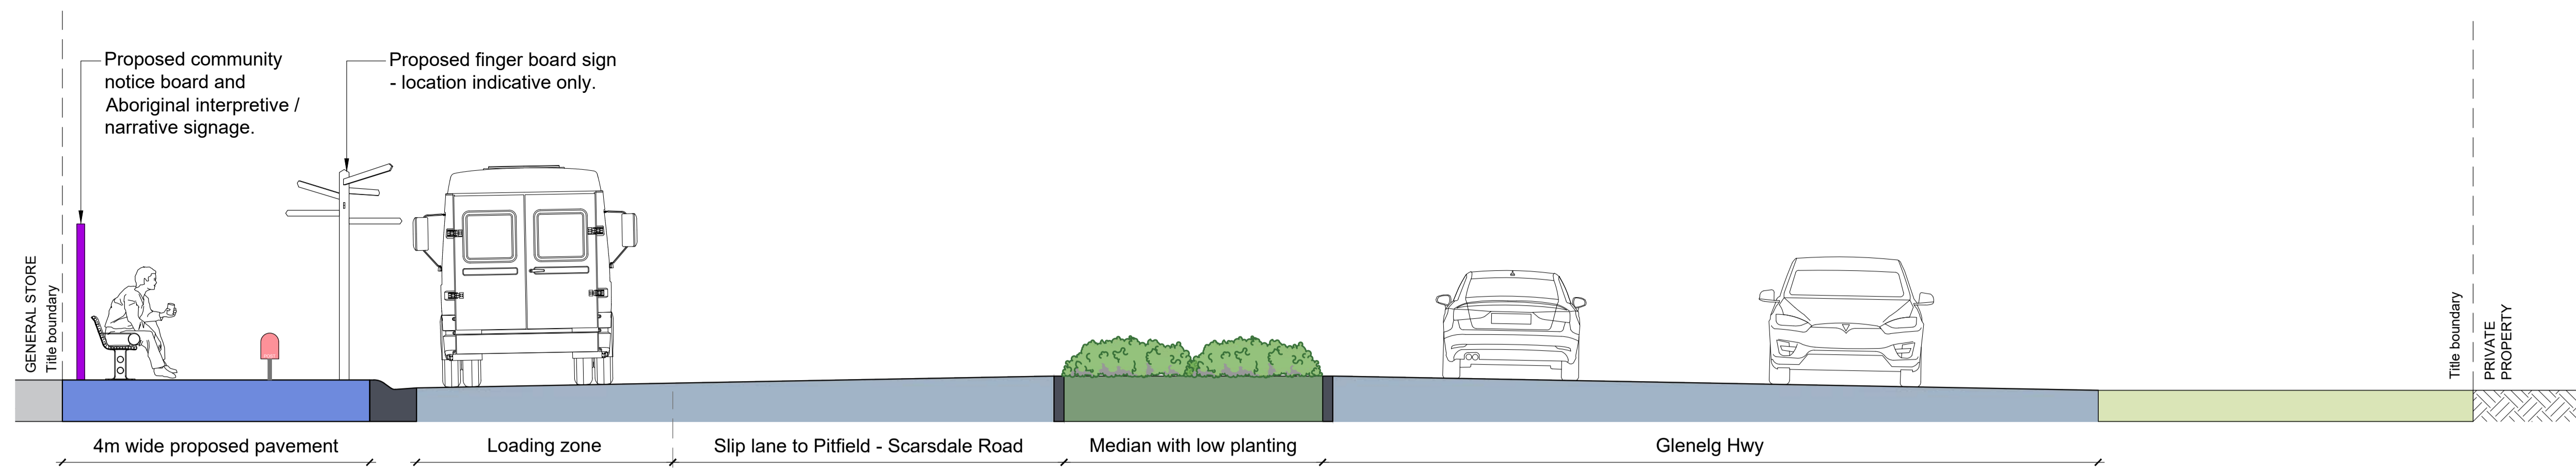 Proposed community
notice board and
Aboriginal interpretive /
narrative signage.
Proposed finger board sign
- location indicative only.
GENERAL STORE
Title boundary
Title boundary
PRIVATE
PROPERTY
4m wide proposed pavement
Loading zone
Slip lane to Pitfield - Scarsdale Road
Median with low planting
Glenelg Hwy